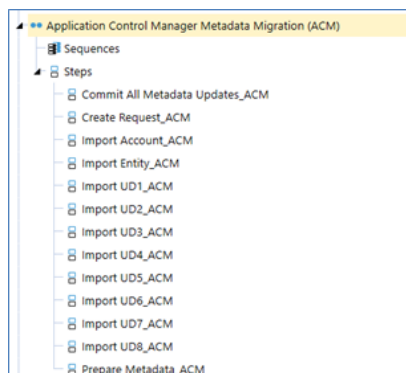 Application Control Manager Metadata Migration (ACM)
Sequences
Steps
Commit All Metadata Updates_ACM
Create Request_ACM
Import Account_ACM
Import Entity_ACM
Import UD1_ACM
Import UD2_ACM
Import UD3_ACM
Import UD4_ACM
Import UD5_ACM
Import UD6_ACM
Import UD7_ACM
Import UD8_ACM
Prepare Metadata_ACM